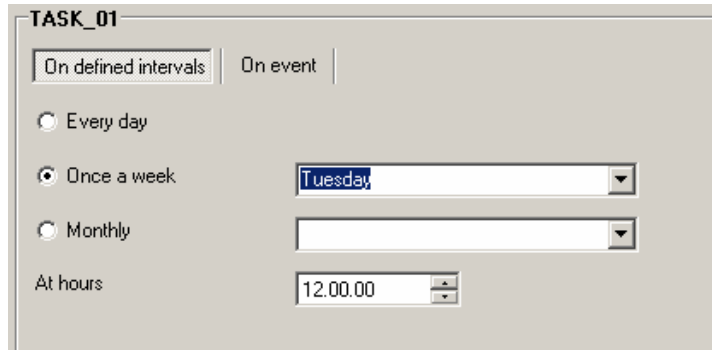 TASK_01
On defined intervals On event
Every day
Once a week Tuesday
Monthly
At hours 12.00.00